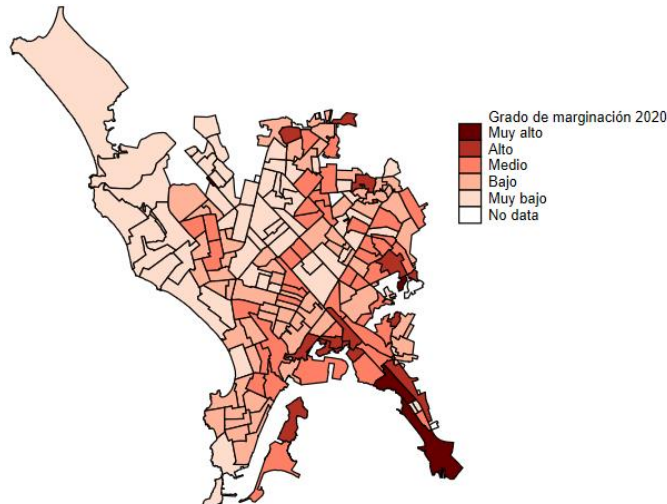 Grado de marginación 2020
Muy alto
Alto
Medio
Bajo
Muy bajo
No data